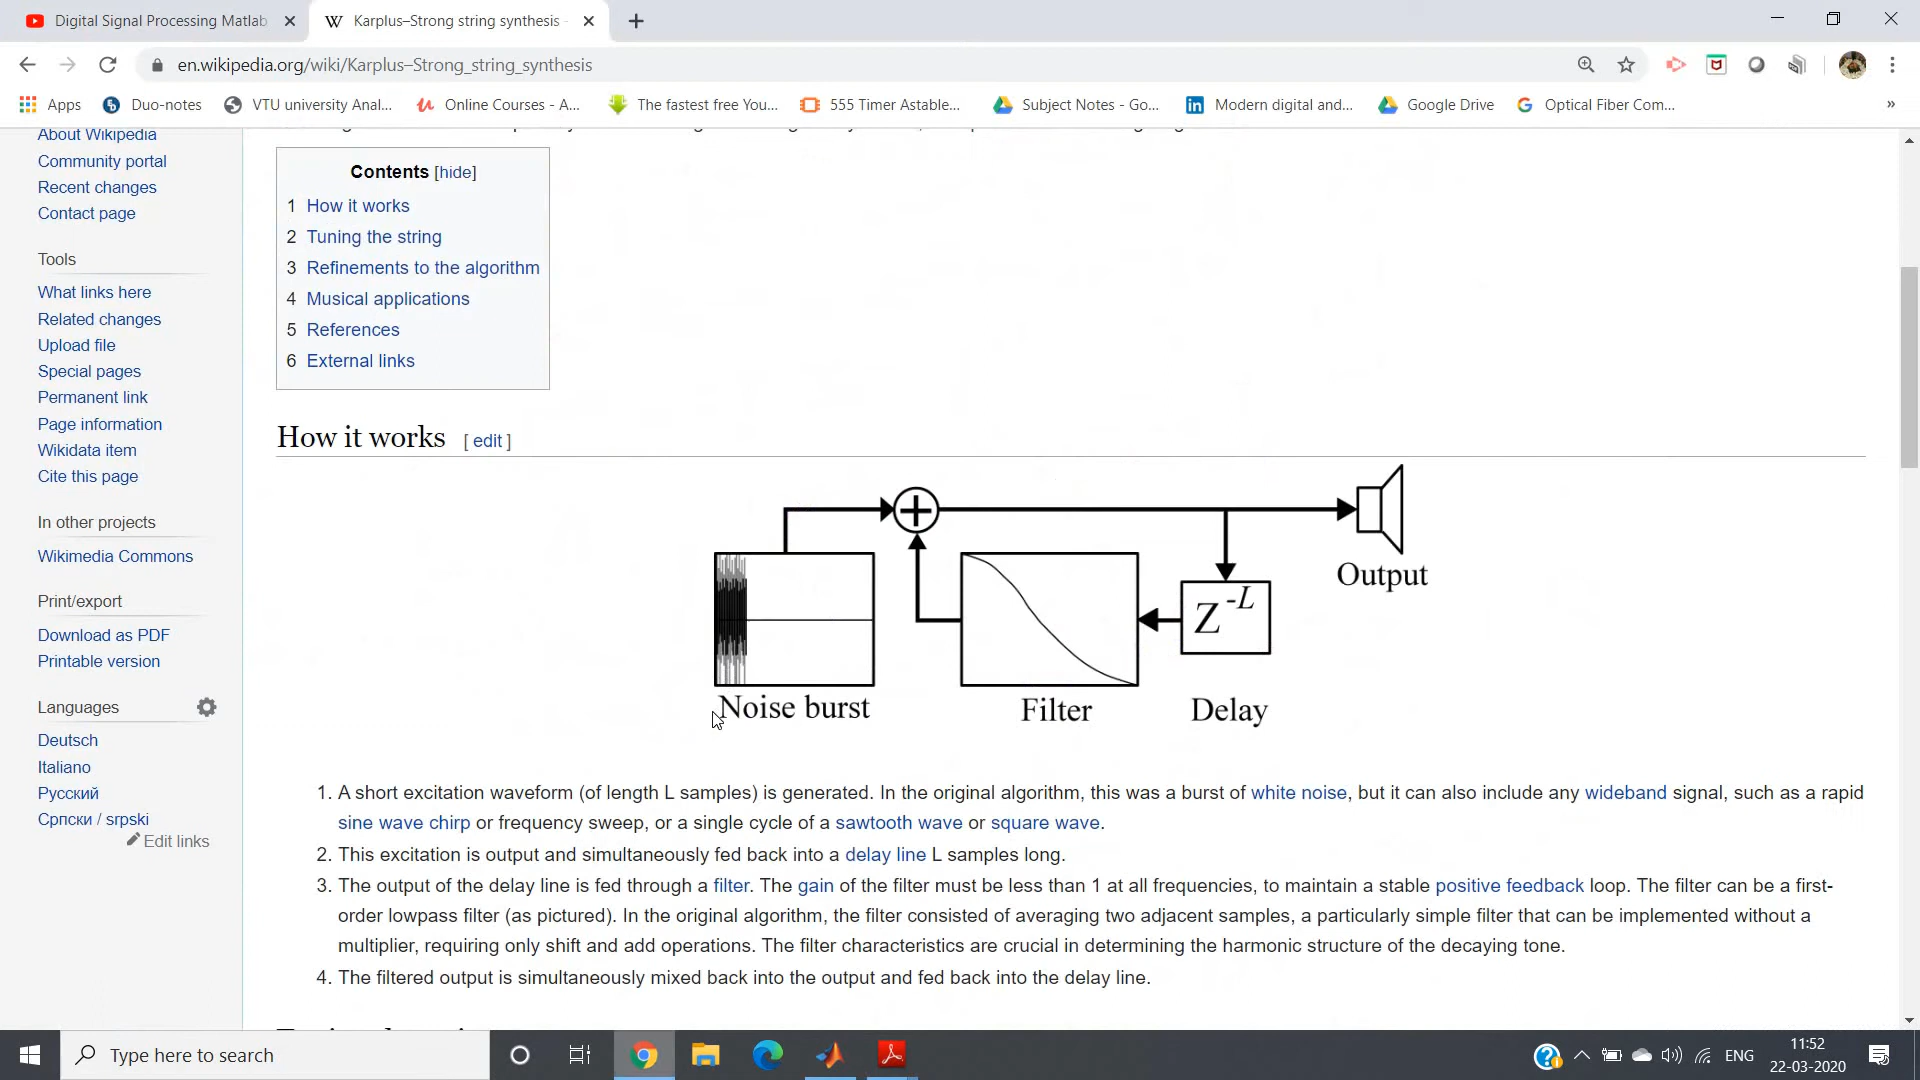 Digital Signal Processing Matlab
Karplus–Strong string synthesis -
en.wikipedia.org/wiki/Karplus–Strong_string_synthesis
Apps Duo-notes VTU university Anal... Online Courses - A... The fastest free You... 555 Timer Astable... Subject Notes - Go... Modern digital and... Google Drive Optical Fiber Com... »
About Wikipedia
Community portal
Recent changes
Contact page
Tools
What links here
Related changes
Upload file
Special pages
Permanent link
Page information
Wikidata item
Cite this page
In other projects
Wikimedia Commons
Print/export
Download as PDF
Printable version
Languages
Deutsch
Italiano
Русский
Српски / srpski
Edit links
Contents [hide]
1 How it works
2 Tuning the string
3 Refinements to the algorithm
4 Musical applications
5 References
6 External links
How it works [ edit ]
Output
Z-L
Noise burst
Filter
Delay
1. A short excitation waveform (of length L samples) is generated. In the original algorithm, this was a burst of white noise, but it can also include any wideband signal, such as a rapid
sine wave chirp or frequency sweep, or a single cycle of a sawtooth wave or square wave.
2. This excitation is output and simultaneously fed back into a delay line L samples long.
3. The output of the delay line is fed through a filter. The gain of the filter must be less than 1 at all frequencies, to maintain a stable positive feedback loop. The filter can be a first-
order lowpass filter (as pictured). In the original algorithm, the filter consisted of averaging two adjacent samples, a particularly simple filter that can be implemented without a
multiplier, requiring only shift and add operations. The filter characteristics are crucial in determining the harmonic structure of the decaying tone.
4. The filtered output is simultaneously mixed back into the output and fed back into the delay line.
Type here to search
ENG
11:52
22-03-2020